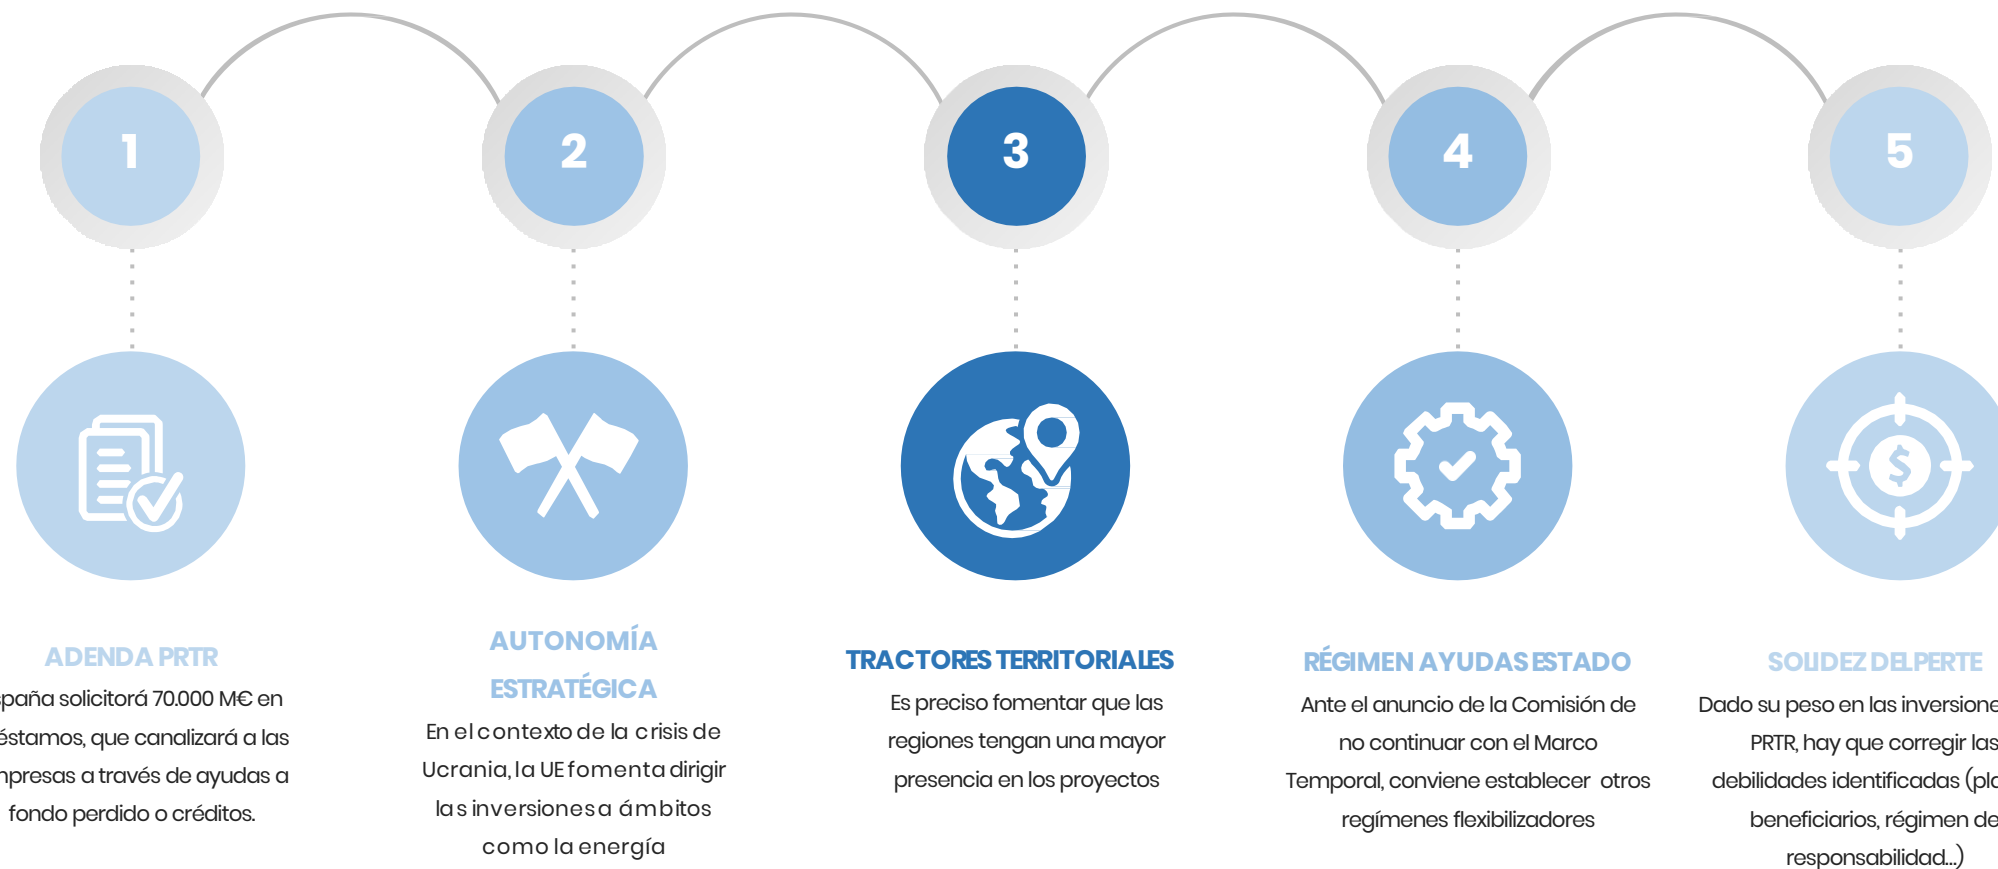 1
2
3
4
5
ADENDA PRTR
solicitorá 70.000 M€ en
que canalizará a las
a través de ayudas a
fondo perdido o créditos.
AUTONOMÍA
ESTRATÉGICA
En el contexto de la crisis de
Ucrania, la UE fomenta dirigir
las inversiones a ámbitos
como la energía
TRACTORES TERRITORIALES
Es preciso fomentar que las
regiones tengan una mayor
presencia en los proyectos
RÉGIMEN AYUDAS ESTADO
Ante el anuncio de la Comisión de
no continuar con el Marco
Temporal, conviene establecer otros
regímenes flexibilizadores
SOLIDEZ DEL PERTE
Dado su peso en las
PRTR, hay que corregir las
debilidades identificadas
beneficiarios, régimen de
responsabilidad...)